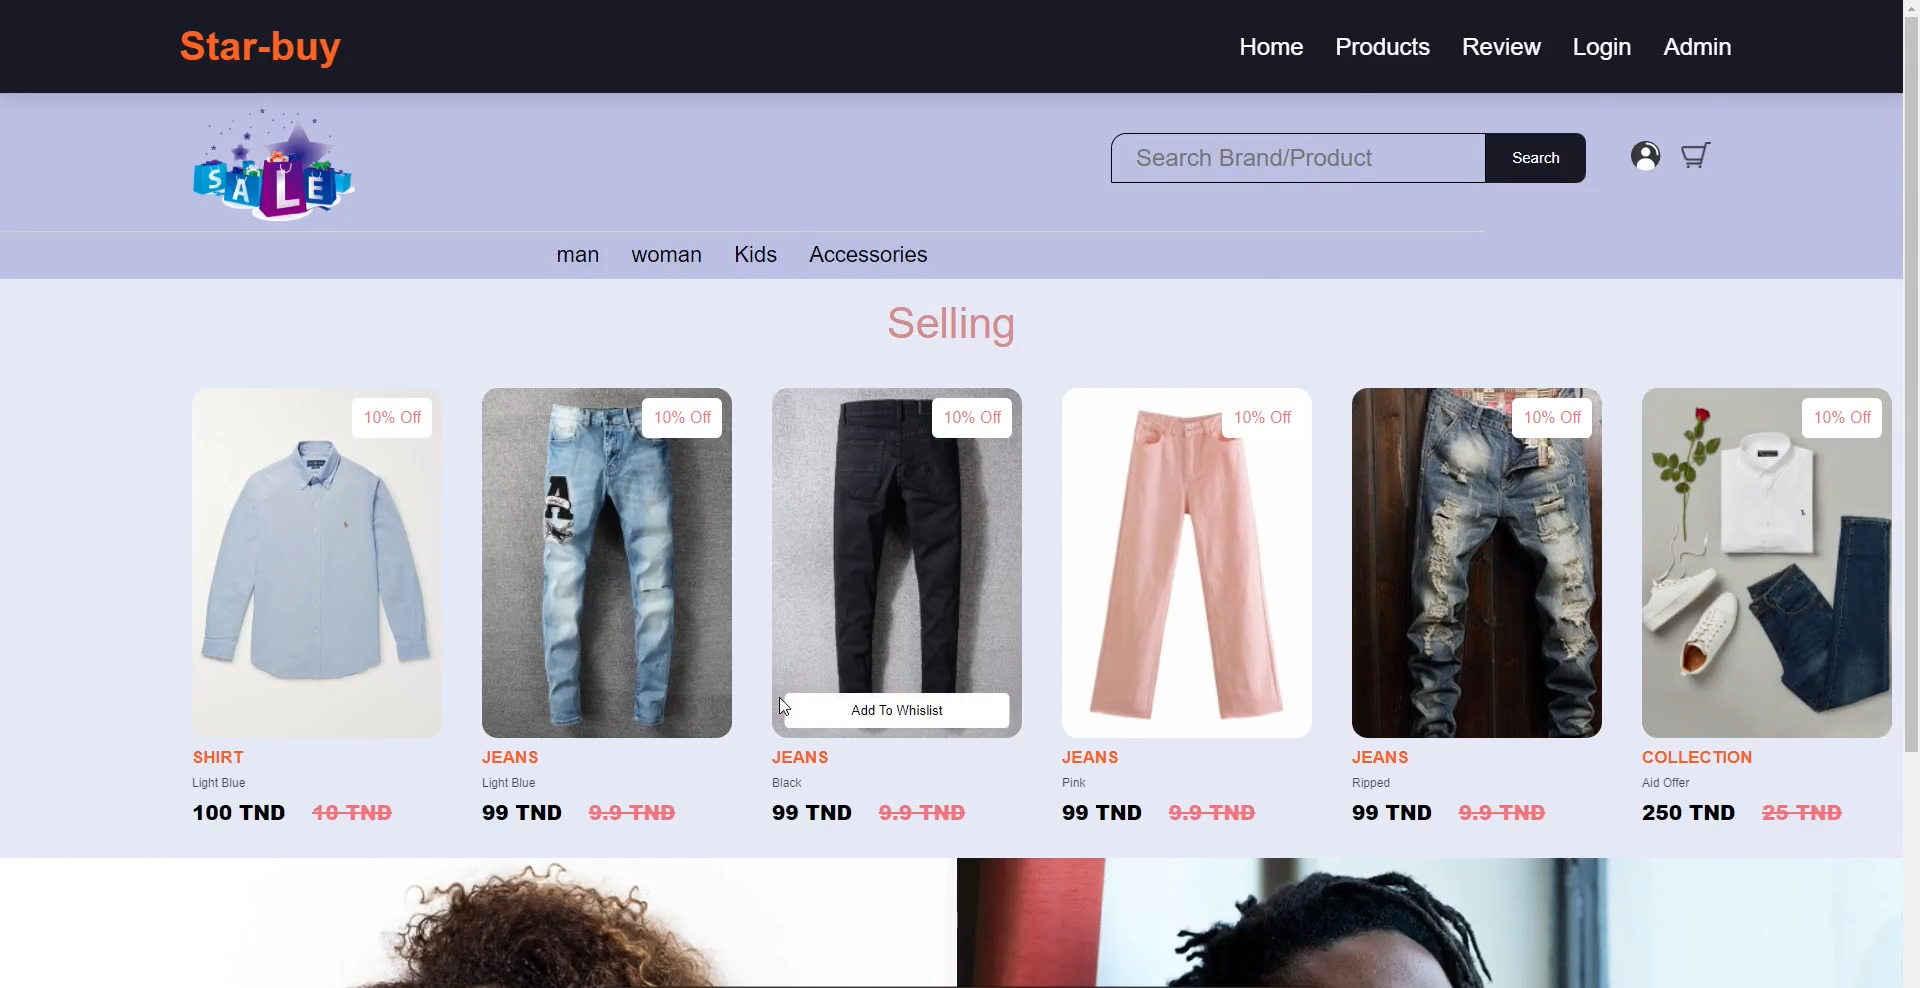 Star-buy
Home Products Review Login Admin
SALE
Search Brand/Product Search
man woman Kids Accessories
Selling
10% Off 10% Off 10% Off 10% Off 10% Off 10% Off
A
Add To Whislist
SHIRT JEANS JEANS JEANS JEANS COLLECTION
Light Blue Light Blue Black Pink Ripped Aid Offer
100 TND 10 TND 99 TND 9.9 TND 99 TND 9.9 TND 99 TND 9.9 TND 99 TND 9.9 TND 250 TND 25 TND